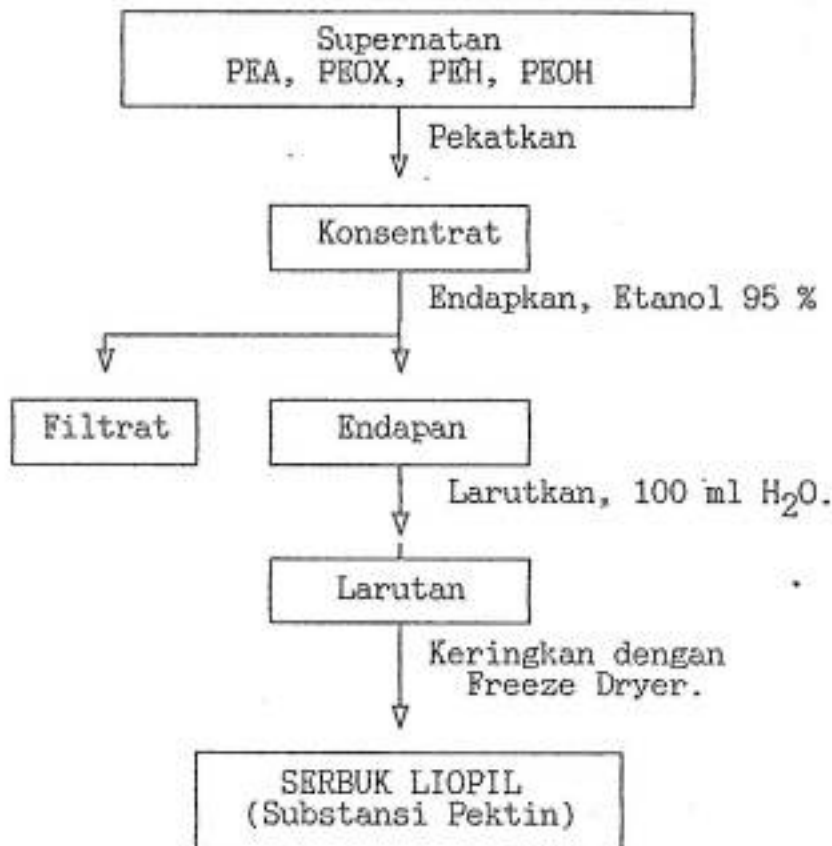 Supernatan
PEA, PEOX, PEH, PEOH
Pekatkan
Konsentrat
Endapkan, Etanol 95 %
Filtrat
Endapan
Larutkan, 100 ml H₂O.
Larutan
Keringkan dengan
Freeze Dryer.
SERBUK LIOPIL
(Substansi Pektin)